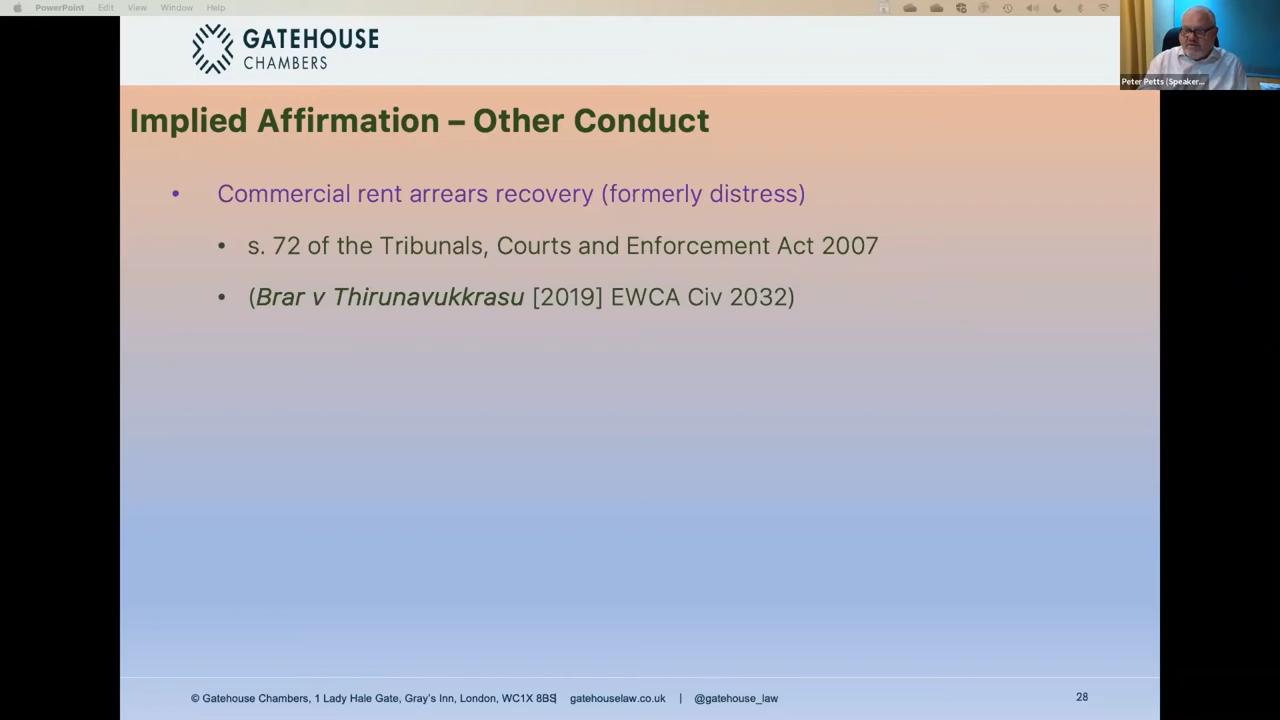 PowerPoint Edit View Window Help
GATEHOUSE
CHAMBERS
Peter Petts (Speaker...
Implied Affirmation – Other Conduct
• Commercial rent arrears recovery (formerly distress)
• s. 72 of the Tribunals, Courts and Enforcement Act 2007
• (Brar v Thirunavukkrasu [2019] EWCA Civ 2032)
© Gatehouse Chambers, 1 Lady Hale Gate, Gray's Inn, London, WC1X 8BS| gatehouselaw.co.uk | @gatehouse_law
28